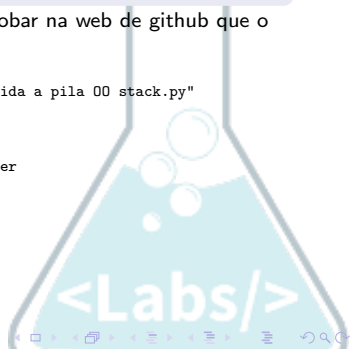 obar na web de github que o
ida a pila OO stack.py"
er
<Labs/>